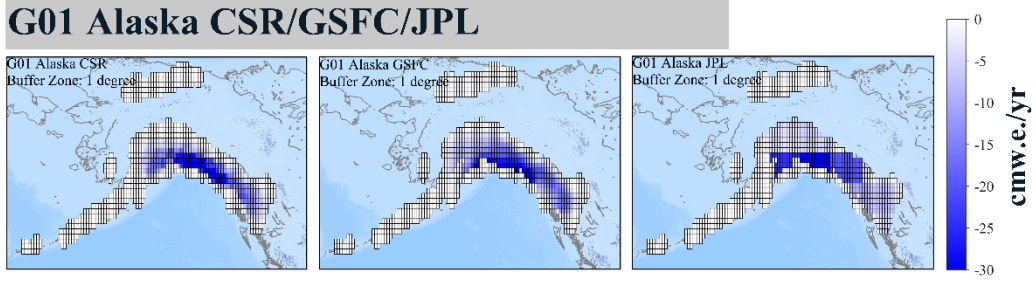 G01 Alaska CSR/GSFC/JPL
G01 Alaska CSR
Buffer Zone: 1 degree
G01 Alaska GSFC
Buffer Zone: 1 degree
G01 Alaska JPL
Buffer Zone: 1 degree
0
-5
-10
-15
-20
-25
-30
cmw.e./yr